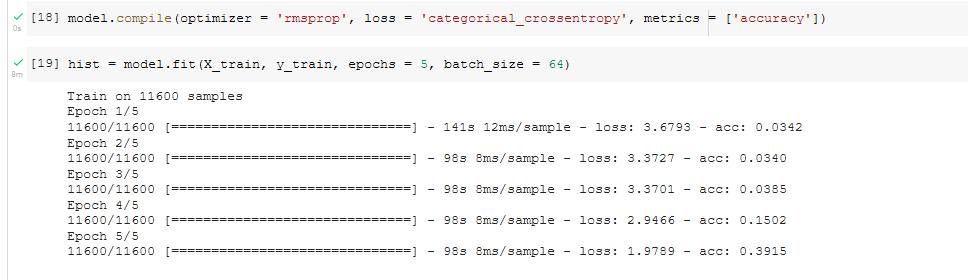 [18] model.compile(optimizer = 'rmsprop', loss = 'categorical_crossentropy', metrics = ['accuracy'])
0s
[19] hist = model.fit(X_train, y_train, epochs = 5, batch_size = 64)
8m
Train on 11600 samples
Epoch 1/5
11600/11600 [==============================] - 141s 12ms/sample - loss: 3.6793 - acc: 0.0342
Epoch 2/5
11600/11600 [==============================] - 98s 8ms/sample - loss: 3.3727 - acc: 0.0340
Epoch 3/5
11600/11600 [==============================] - 98s 8ms/sample - loss: 3.3701 - acc: 0.0385
Epoch 4/5
11600/11600 [==============================] - 98s 8ms/sample - loss: 2.9466 - acc: 0.1502
Epoch 5/5
11600/11600 [==============================] - 98s 8ms/sample - loss: 1.9789 - acc: 0.3915